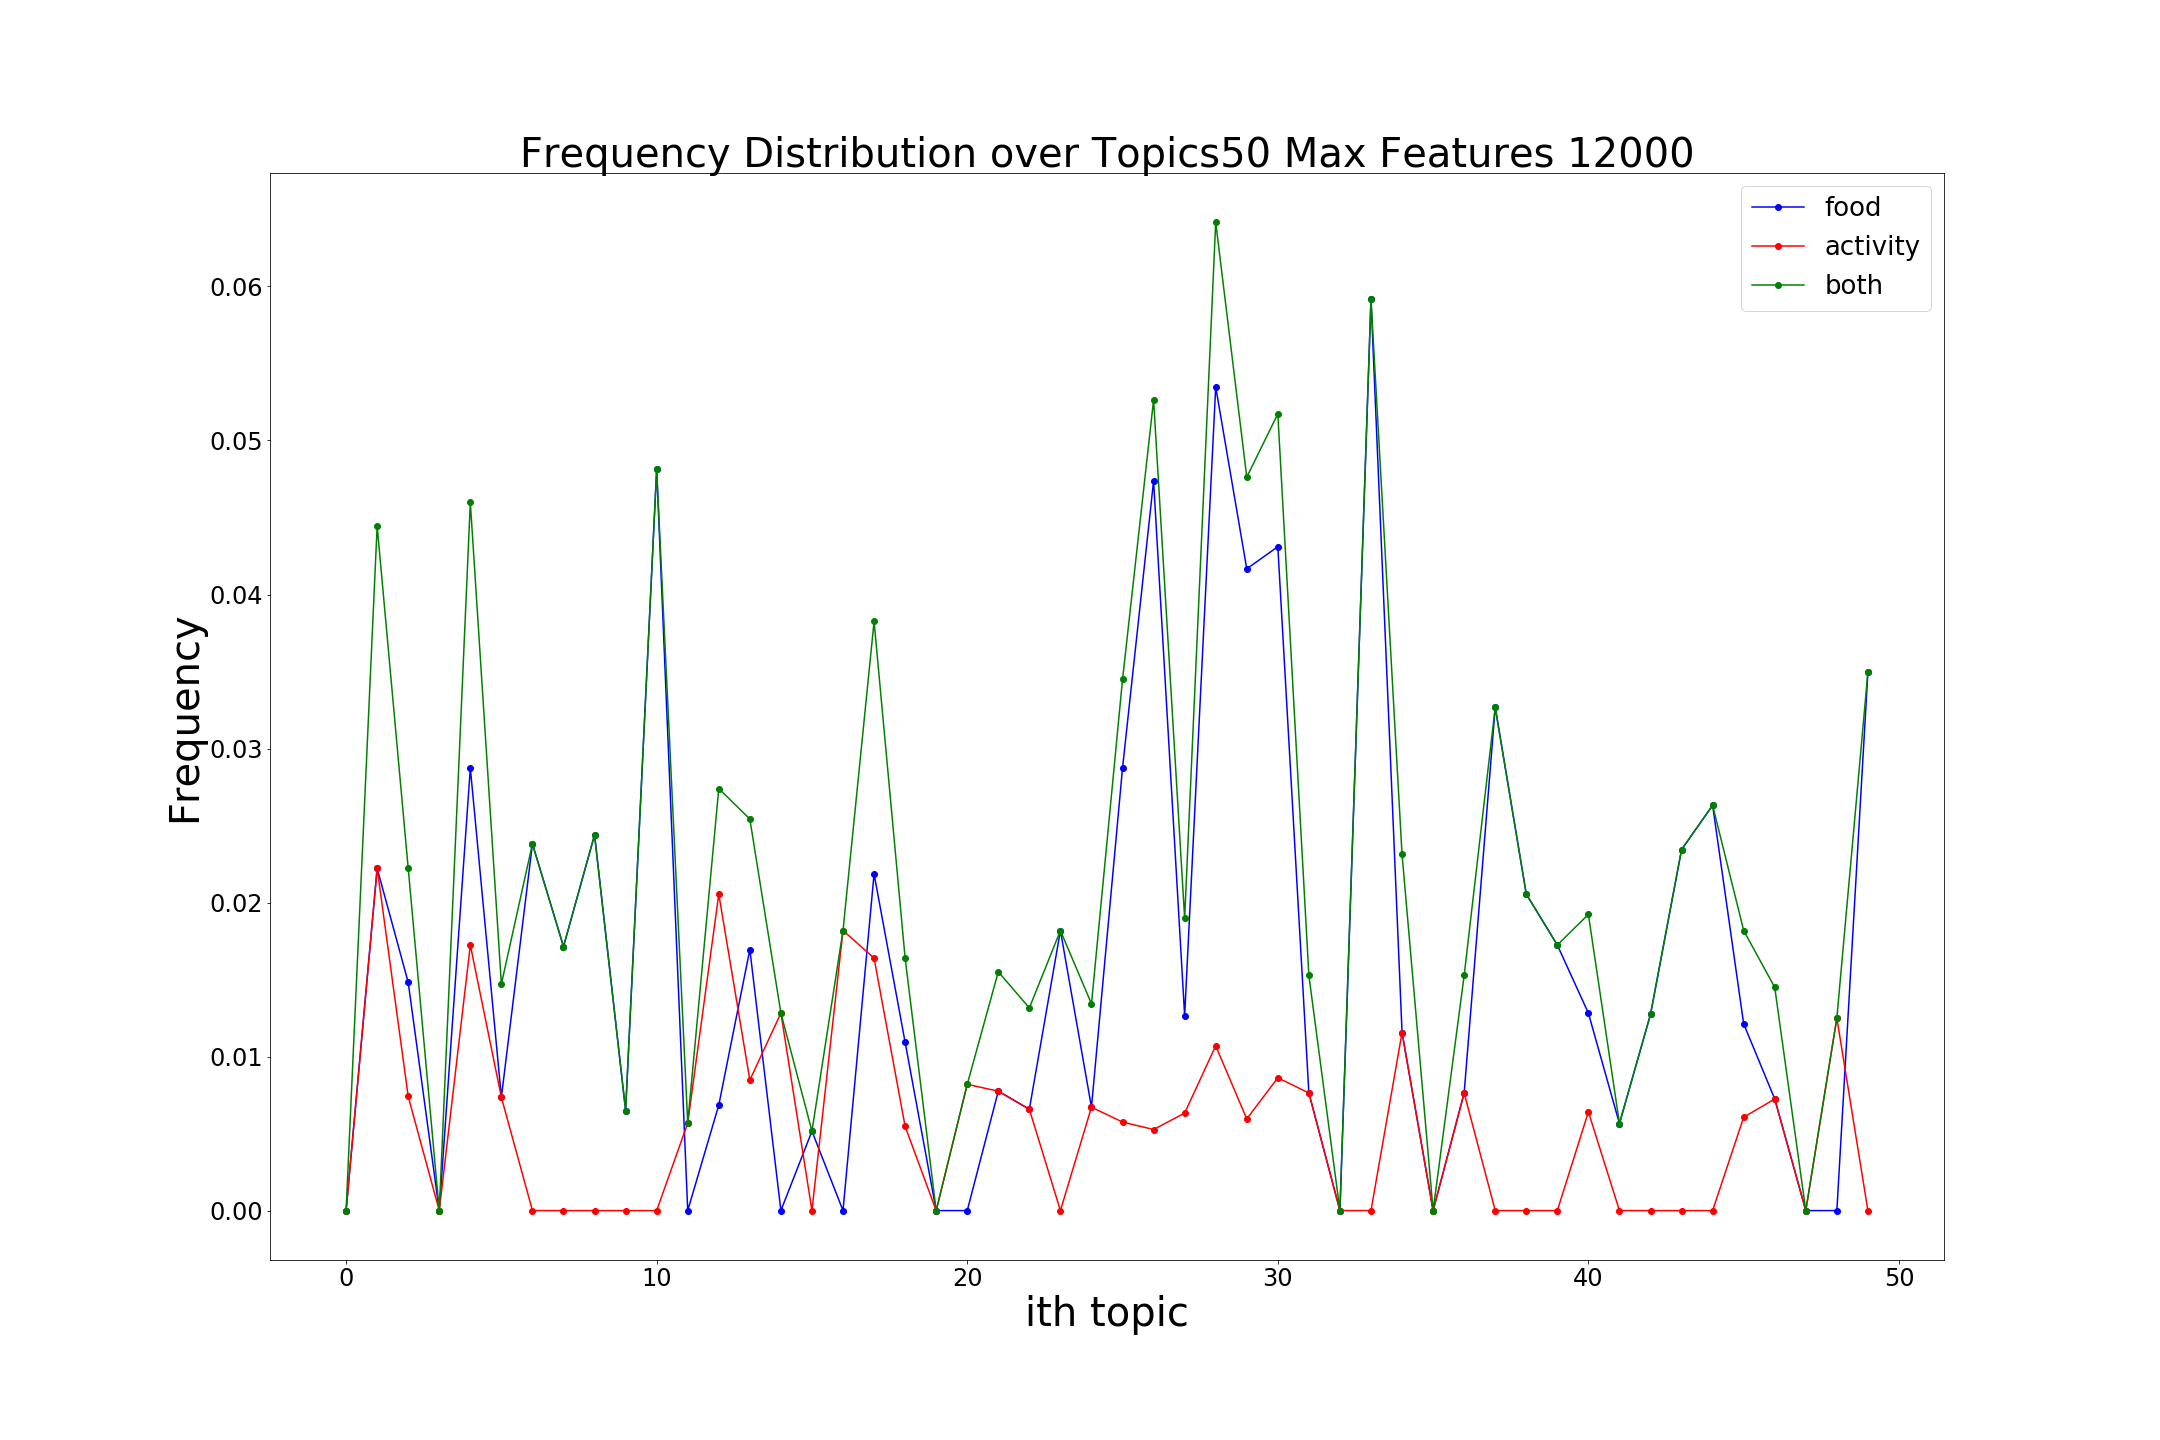 Frequency Distribution over Topics50 Max Features 12000
food
activity
both
0.06
0.05
0.04
0.03
0.02
0.01
0.00
Frequency
0 10 20 30 40 50
ith topic